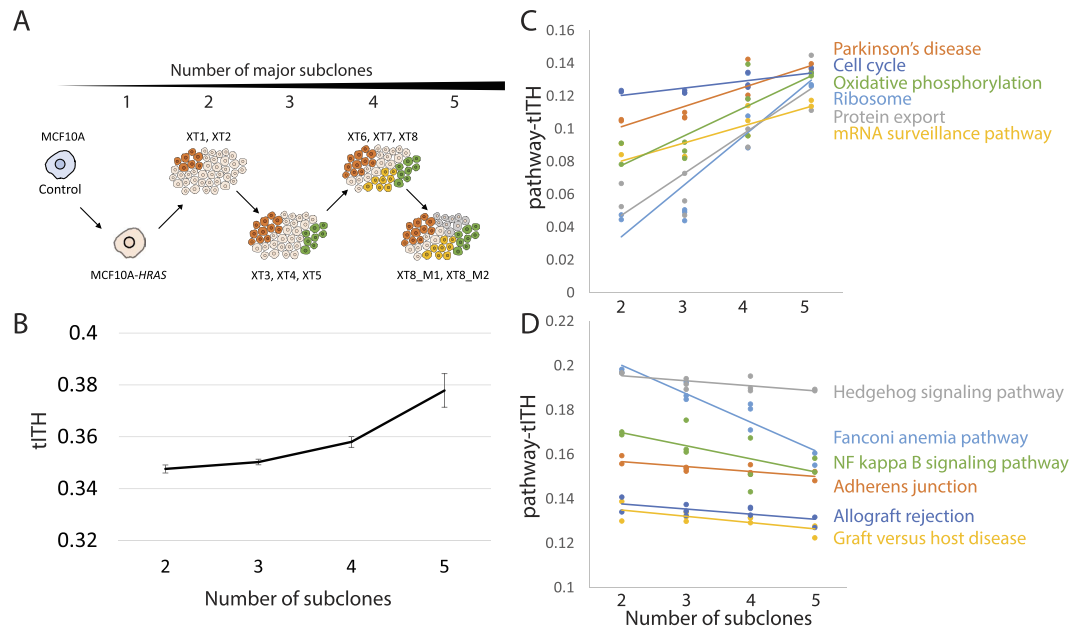 A
Number of major subclones
1 2 3 4 5
MCF10A
Control
MCF10A-HRAS
XT1, XT2
XT3, XT4, XT5
XT6, XT7, XT8
XT8_M1, XT8_M2
B
tITH
0.4
0.38
0.36
0.34
0.32
2 3 4 5
Number of subclones
C
pathway-tITH
0.16
0.14
0.12
0.1
0.08
0.06
0.04
0.02
0
2 3 4 5
Parkinson's disease
Cell cycle
Oxidative phosphorylation
Ribosome
Protein export
mRNA surveillance pathway
D
pathway-tITH
0.22
0.2
0.18
0.16
0.14
0.12
0.1
2 3 4 5
Number of subclones
Hedgehog signaling pathway
Fanconi anemia pathway
NF kappa B signaling pathway
Adherens junction
Allograft rejection
Graft versus host disease